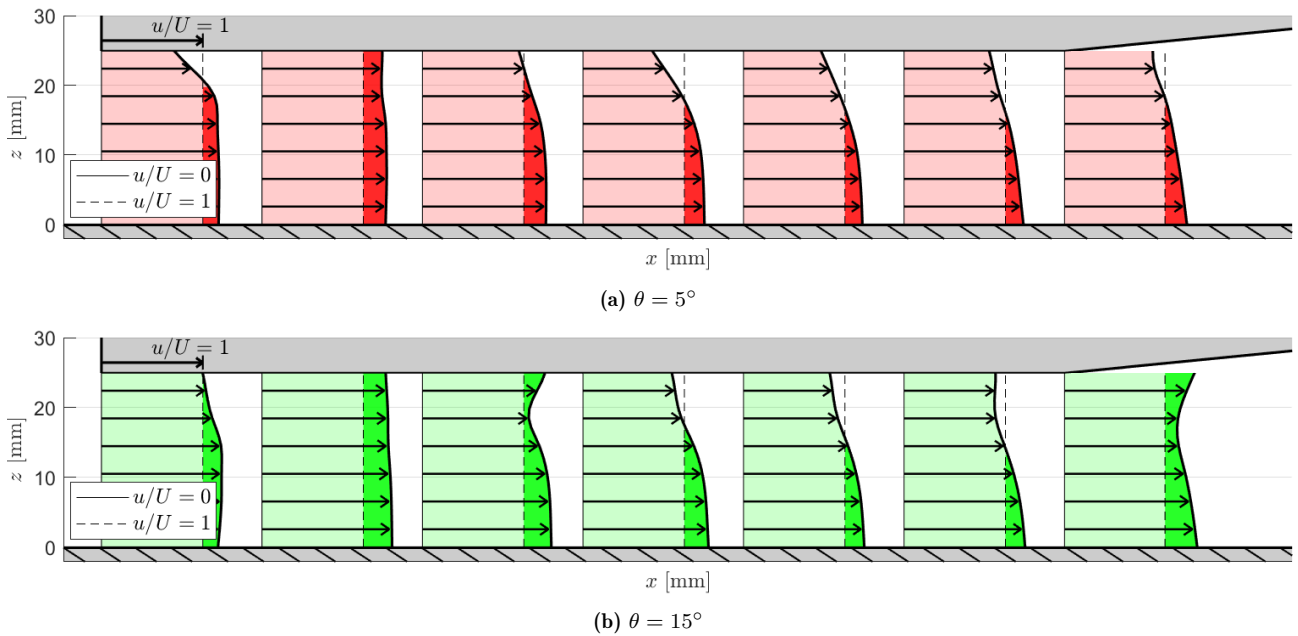 30
u/U = 1
20
z [mm]
10
u/U = 0
u/U = 1
0
x [mm]
(a) θ = 5°
30
u/U = 1
20
z [mm]
10
u/U = 0
u/U = 1
0
x [mm]
(b) θ = 15°